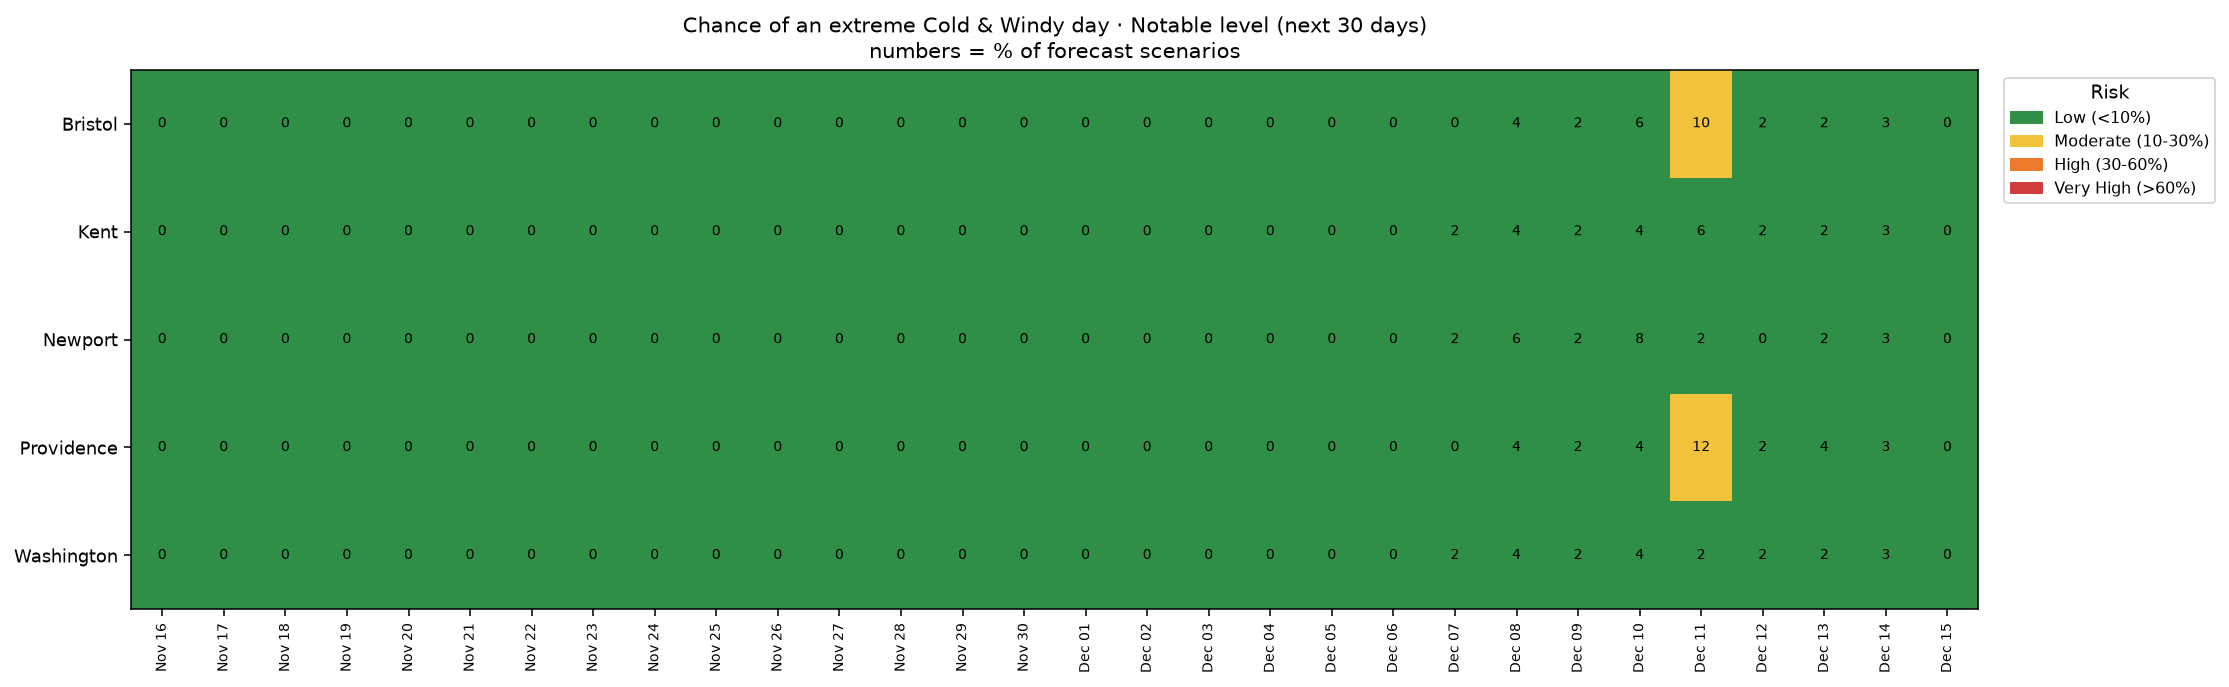 Chance of an extreme Cold & Windy day · Notable level (next 30 days)
numbers = % of forecast scenarios
Risk
Low (<10%)
Moderate (10-30%)
High (30-60%)
Very High (>60%)
Bristol 0 0 0 0 0 0 0 0 0 0 0 0 0 0 0 0 0 0 0 0 0 0 4 2 6 10 2 2 3 0
Kent 0 0 0 0 0 0 0 0 0 0 0 0 0 0 0 0 0 0 0 0 0 2 4 2 4 6 2 2 3 0
Newport 0 0 0 0 0 0 0 0 0 0 0 0 0 0 0 0 0 0 0 0 0 2 6 2 8 2 0 2 3 0
Providence 0 0 0 0 0 0 0 0 0 0 0 0 0 0 0 0 0 0 0 0 0 0 4 2 4 12 2 4 3 0
Washington 0 0 0 0 0 0 0 0 0 0 0 0 0 0 0 0 0 0 0 0 0 2 4 2 4 2 2 2 3 0
Nov 16 Nov 17 Nov 18 Nov 19 Nov 20 Nov 21 Nov 22 Nov 23 Nov 24 Nov 25 Nov 26 Nov 27 Nov 28 Nov 29 Nov 30 Dec 01 Dec 02 Dec 03 Dec 04 Dec 05 Dec 06 Dec 07 Dec 08 Dec 09 Dec 10 Dec 11 Dec 12 Dec 13 Dec 14 Dec 15